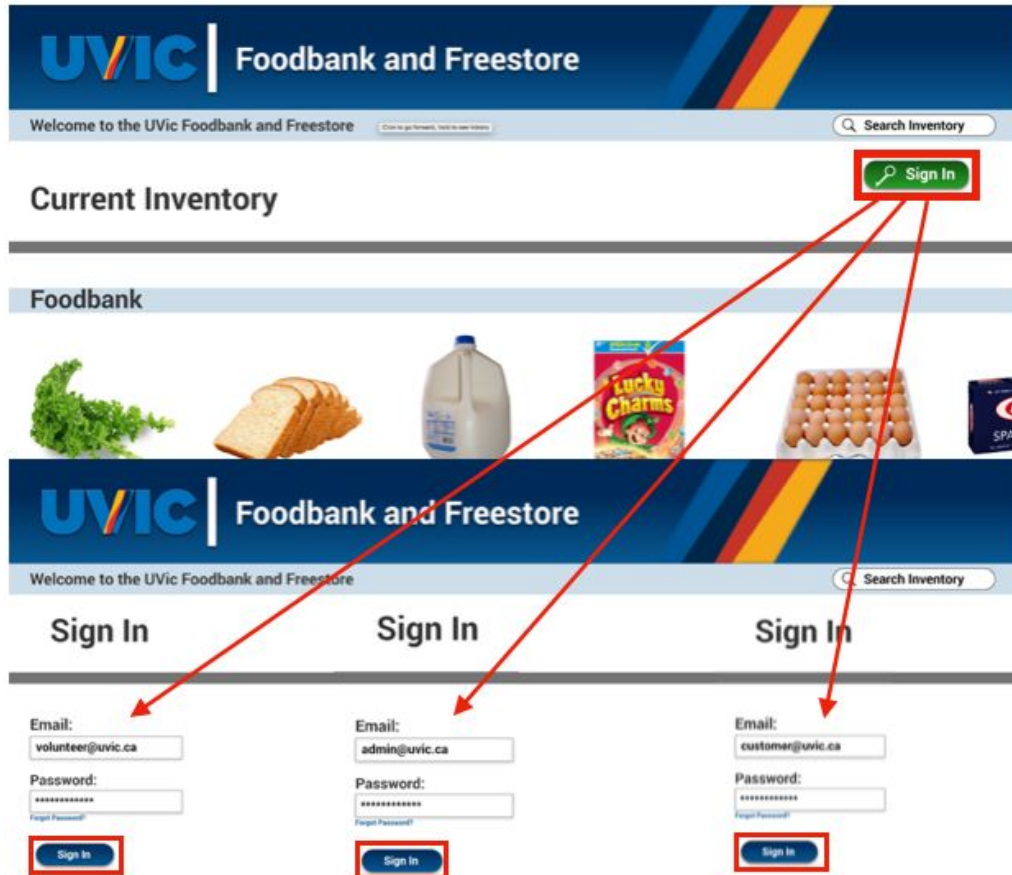 UVIC Foodbank and Freestore
Welcome to the UVic Foodbank and Freestore
Search Inventory
Sign In
Current Inventory
Foodbank
Lucky
Charms
SPA
UVIC Foodbank and Freestore
Welcome to the UVic Foodbank and Freestore
Search Inventory
Sign In Sign In Sign In
Email: Email: Email:
volunteer@uvic.ca admin@uvic.ca customer@uvic.ca
Password: Password: Password:
************ ************ ************
Forgot Password? Forgot Password? Forgot Password?
Sign In Sign In Sign In